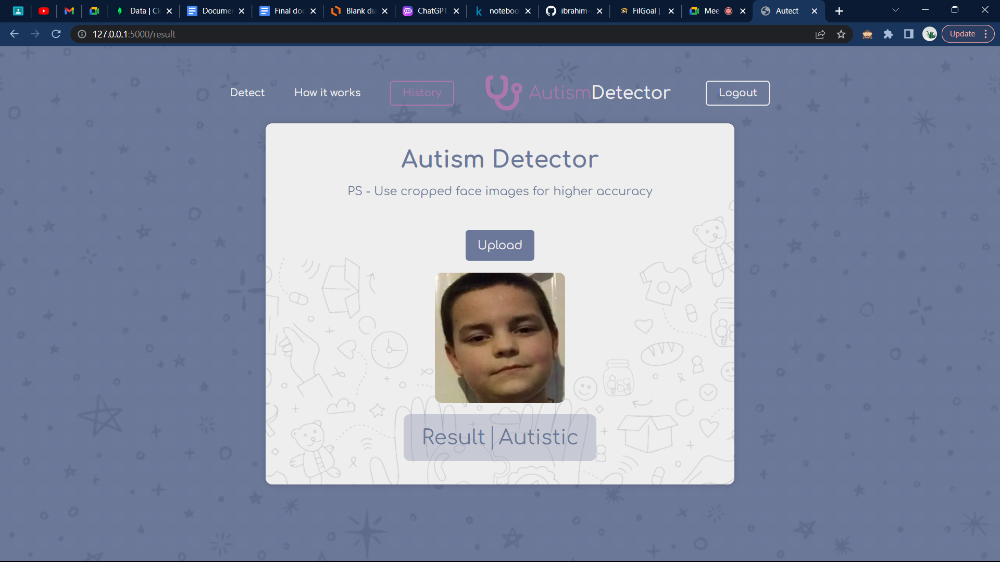 Data | Cl
Docume
Final doc
Blank dia
ChatGPT
noteboo
ibrahim-
FilGoal |
Mee
Autect
127.0.0.1:5000/result
Update
Detect
How it works
History
AutismDetector
Logout
Autism Detector
PS - Use cropped face images for higher accuracy
Upload
Result | Autistic